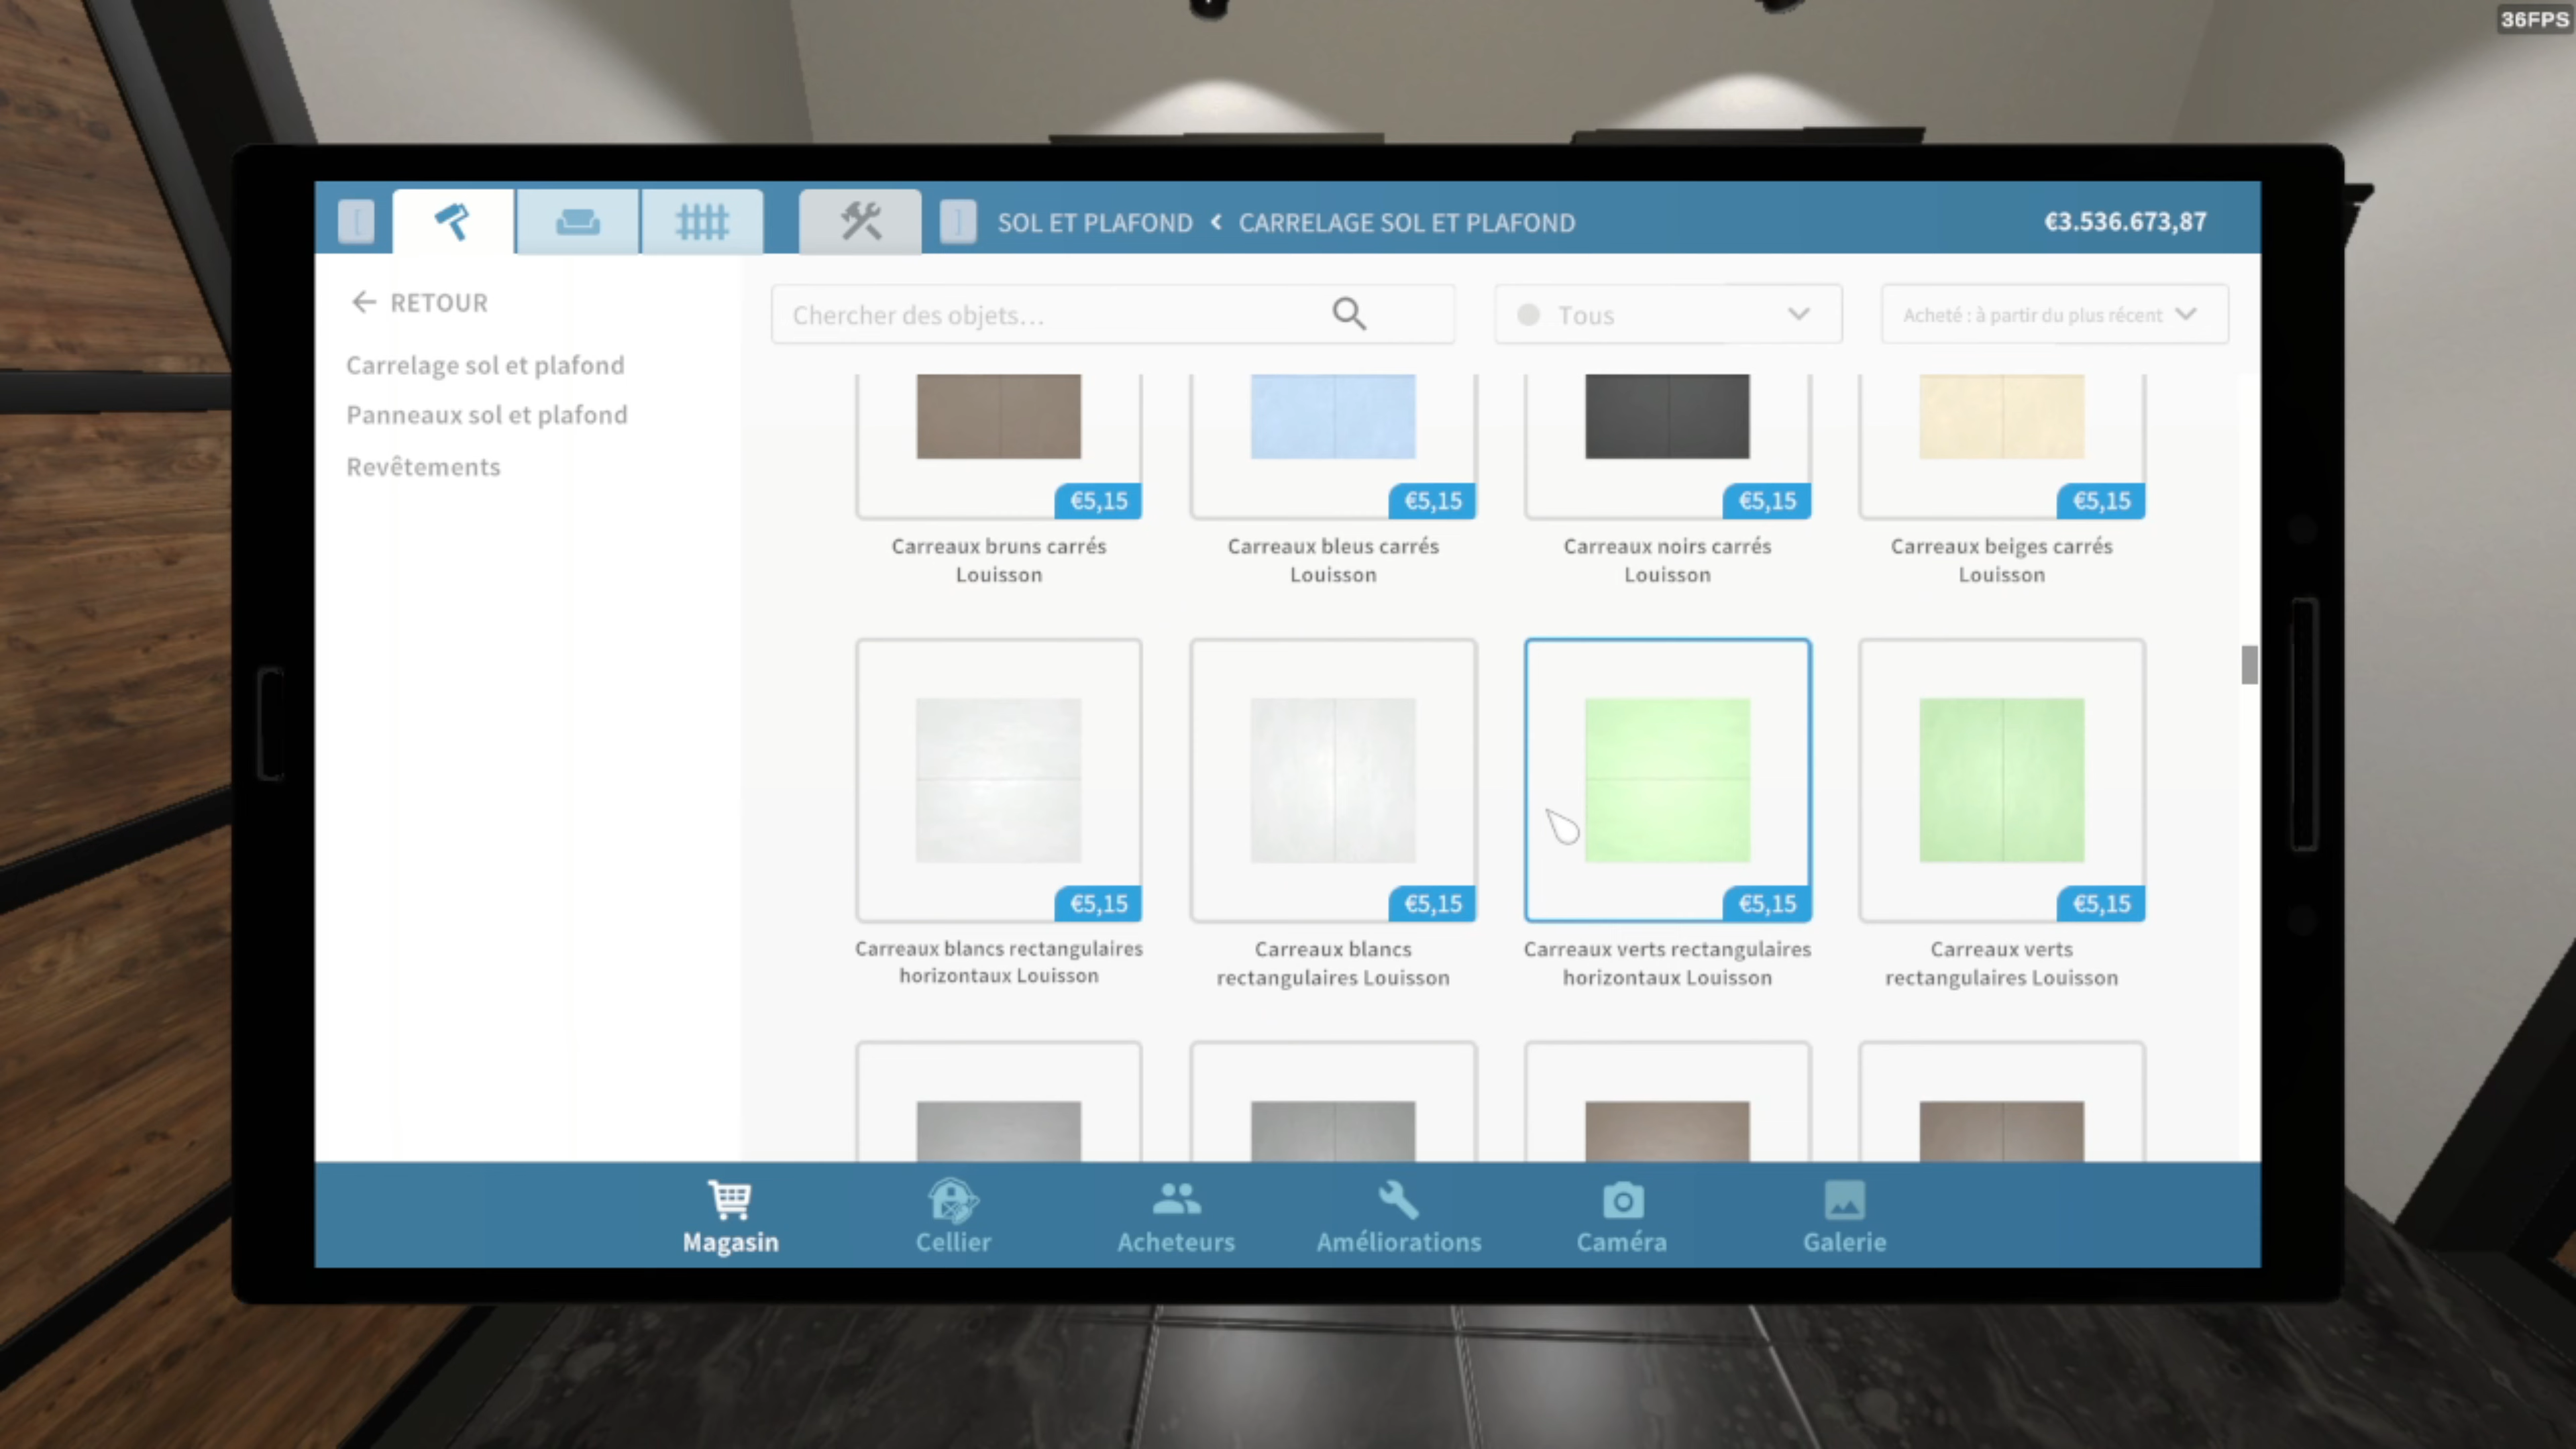 36FPS
[
]
SOL ET PLAFOND < CARRELAGE SOL ET PLAFOND
€3.536.673,87
← RETOUR
Carrelage sol et plafond
Panneaux sol et plafond
Revêtements
Chercher des objets...
Tous
Acheté : à partir du plus récent
€5,15
€5,15
€5,15
€5,15
Carreaux bruns carrés
Louisson
Carreaux bleus carrés
Louisson
Carreaux noirs carrés
Louisson
Carreaux beiges carrés
Louisson
€5,15
€5,15
€5,15
€5,15
Carreaux blancs rectangulaires
horizontaux Louisson
Carreaux blancs
rectangulaires Louisson
Carreaux verts rectangulaires
horizontaux Louisson
Carreaux verts
rectangulaires Louisson
Magasin
Cellier
Acheteurs
Améliorations
Caméra
Galerie